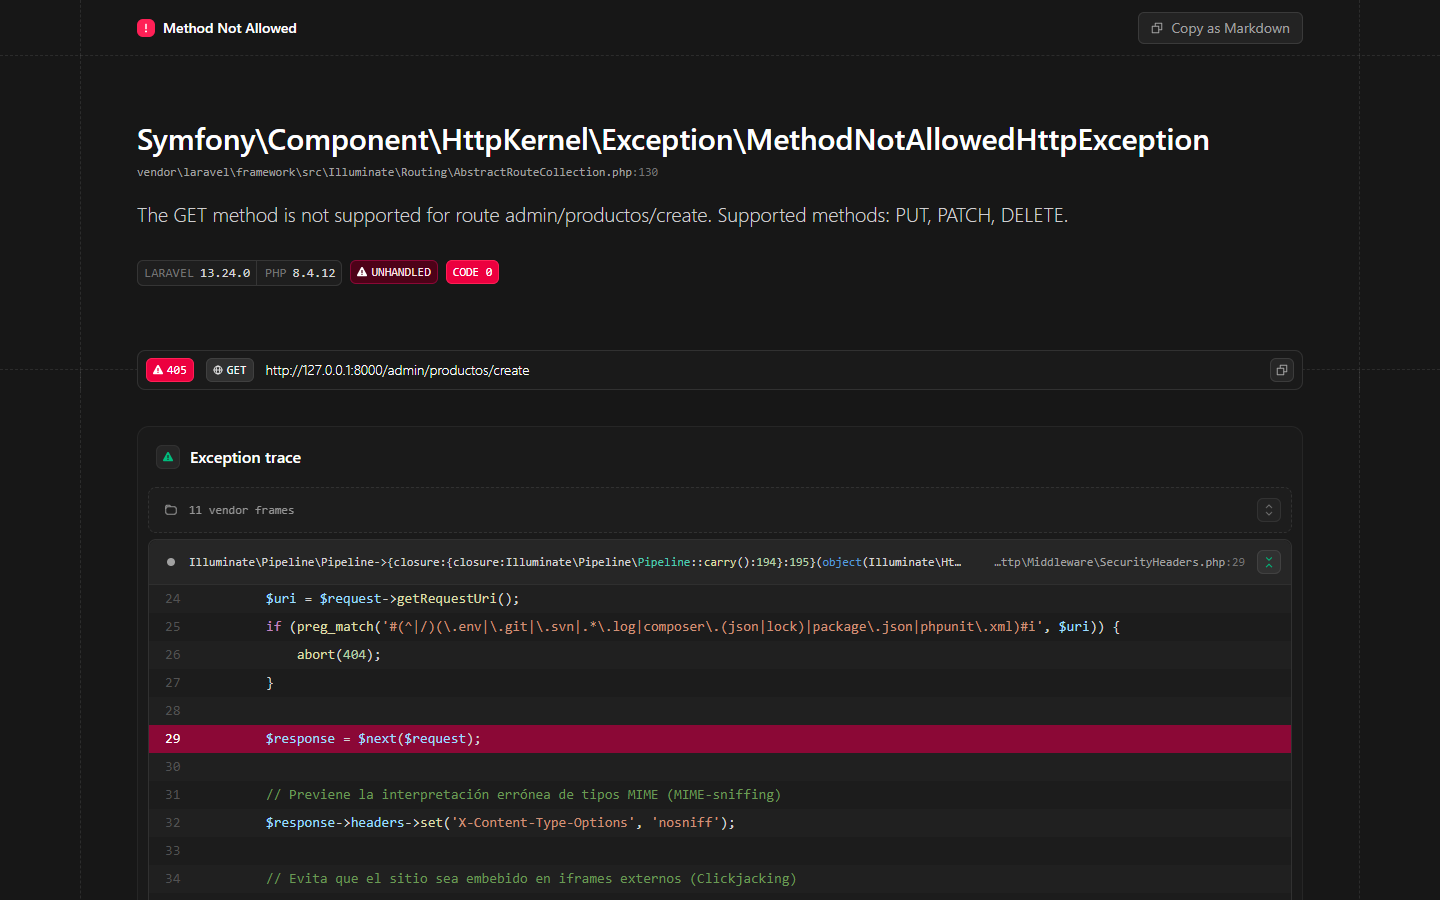 ! Method Not Allowed
Copy as Markdown
Symfony\Component\HttpKernel\Exception\MethodNotAllowedHttpException
vendor\laravel\framework\src\Illuminate\Routing\AbstractRouteCollection.php:130
The GET method is not supported for route admin/productos/create. Supported methods: PUT, PATCH, DELETE.
LARAVEL 13.24.0 PHP 8.4.12 UNHANDLED CODE 0
405 GET http://127.0.0.1:8000/admin/productos/create
Exception trace
11 vendor frames
Illuminate\Pipeline\Pipeline->{closure:{closure:Illuminate\Pipeline\Pipeline::carry():194}:195}(object(Illuminate\Ht… …ttp\Middleware\SecurityHeaders.php:29
24 $uri = $request->getRequestUri();
25 if (preg_match('#(^|/)(\.env|\.git|\.svn|.*\.log|composer\.(json|lock)|package\.json|phpunit\.xml)#i', $uri)) {
26 abort(404);
27 }
28
29 $response = $next($request);
30
31 // Previene la interpretación errónea de tipos MIME (MIME-sniffing)
32 $response->headers->set('X-Content-Type-Options', 'nosniff');
33
34 // Evita que el sitio sea embebido en iframes externos (Clickjacking)